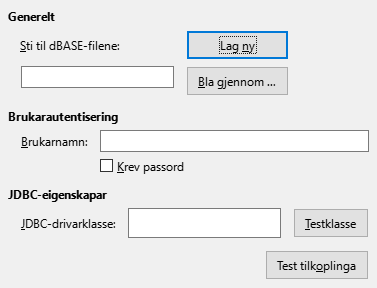 Generelt
Sti til dBASE-filene:
Lag ny
Bla gjennom ...
Brukarautentisering
Brukarnamn:
Krev passord
JDBC-eigenskapar
JDBC-drivarklasse:
Testklasse
Test tilkoplinga